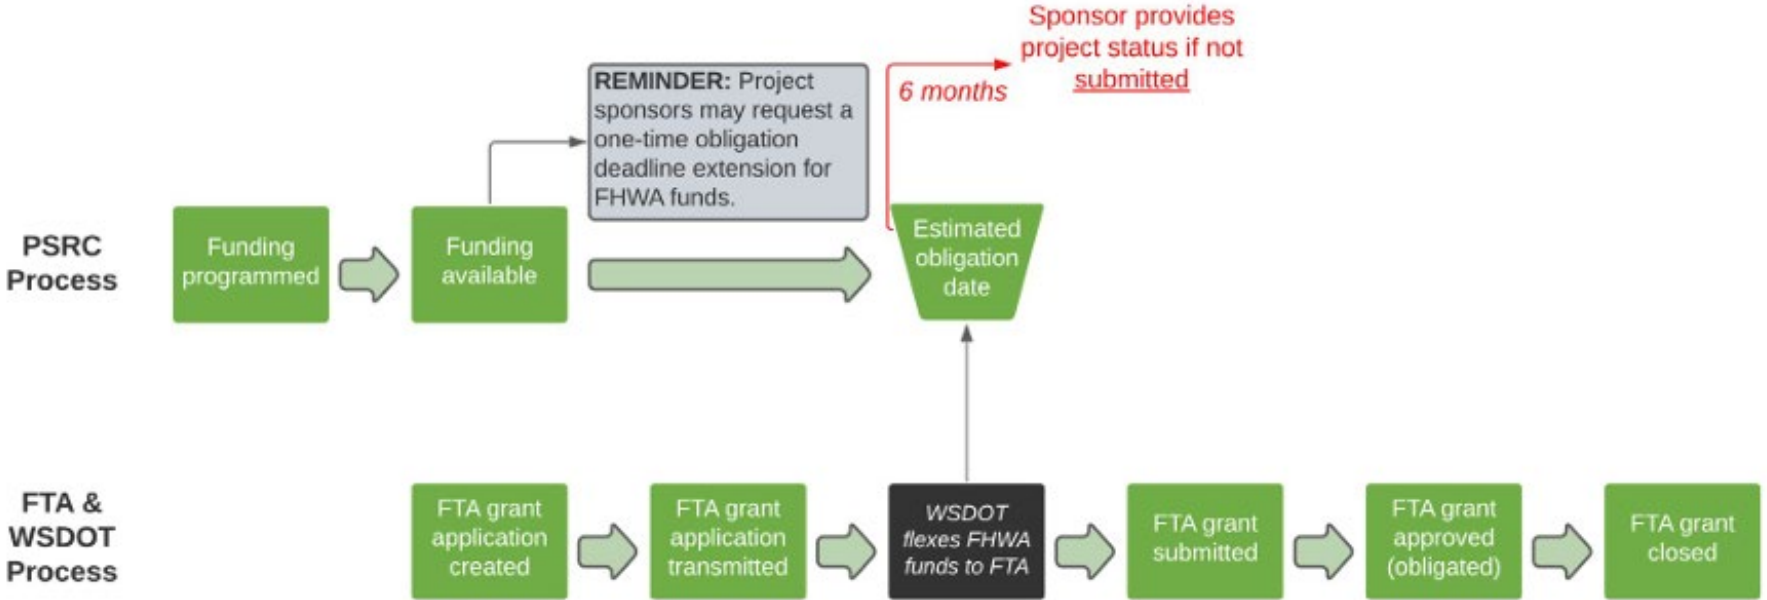 Sponsor provides
project status if not
submitted
6 months
REMINDER: Project
sponsors may request a
one-time obligation
deadline extension for
FHWA funds.
PSRC
Process
Funding
programmed
Funding
available
Estimated
obligation
date
FTA &
WSDOT
Process
FTA grant
application
created
FTA grant
application
transmitted
WSDOT
flexes FHWA
funds to FTA
FTA grant
submitted
FTA grant
approved
(obligated)
FTA grant
closed